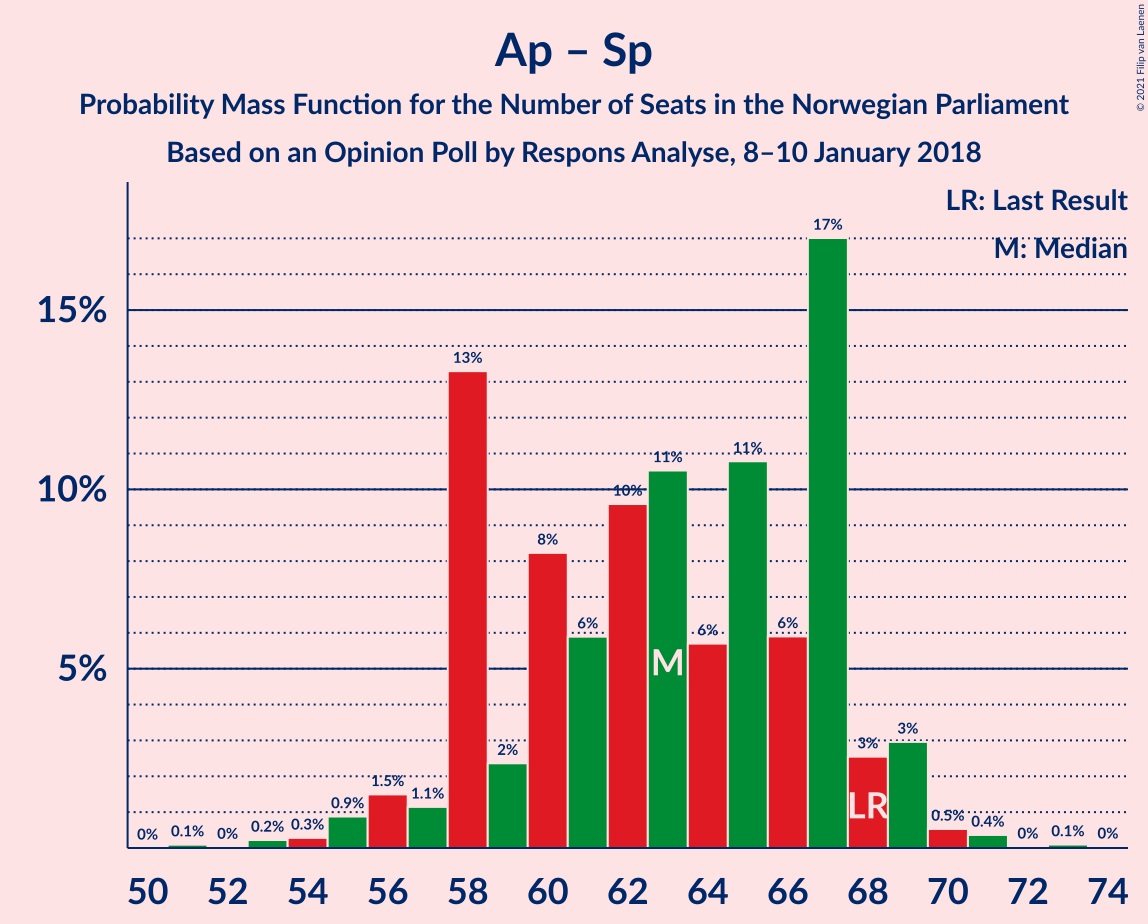 Ap – Sp
Probability Mass Function for the Number of Seats in the Norwegian Parliament
Based on an Opinion Poll by Respons Analyse, 8–10 January 2018
© 2021 Filip van Laenen
LR: Last Result
M: Median
15%
10%
5%
0% 0.1% 0% 0.2% 0.3% 0.9% 1.5% 1.1% 13% 2% 8% 6% 10% 11% 6% 11% 6% 17% 3% 3% 0.5% 0.4% 0% 0.1% 0%
M
LR
50 52 54 56 58 60 62 64 66 68 70 72 74